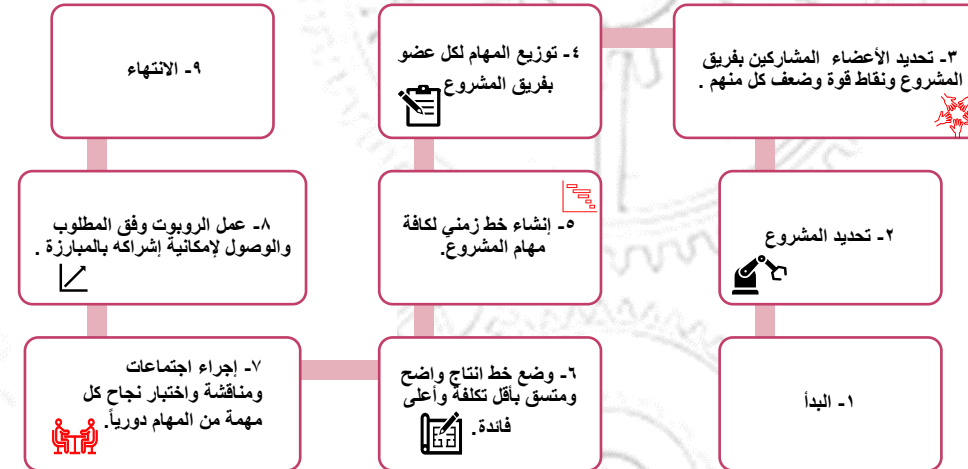 ١- البدأ
٢- تحديد المشروع
٣- تحديد الأعضاء المشاركين بفريق
المشروع ونقاط قوة وضعف كل منهم .
٤- توزيع المهام لكل عضو
بفريق المشروع
٥- إنشاء خط زمني لكافة
مهام المشروع.
٦- وضع خط انتاج واضح
ومتسق بأقل تكلفة وأعلى
فائدة.
٧- إجراء اجتماعات
ومناقشة واختبار نجاح كل
مهمة من المهام دورياً.
٨- عمل الروبوت وفق المطلوب
والوصول لإمكانية إشراكه بالمبارزة .
٩- الانتهاء